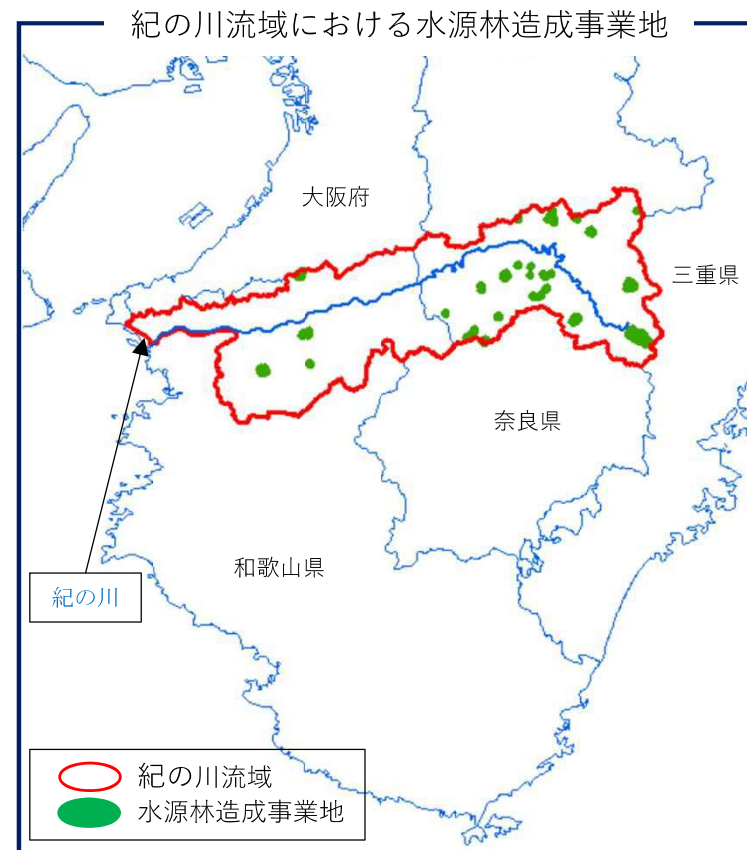 紀の川流域における水源林造成事業地
大阪府
三重県
奈良県
和歌山県
紀の川
紀の川流域
水源林造成事業地